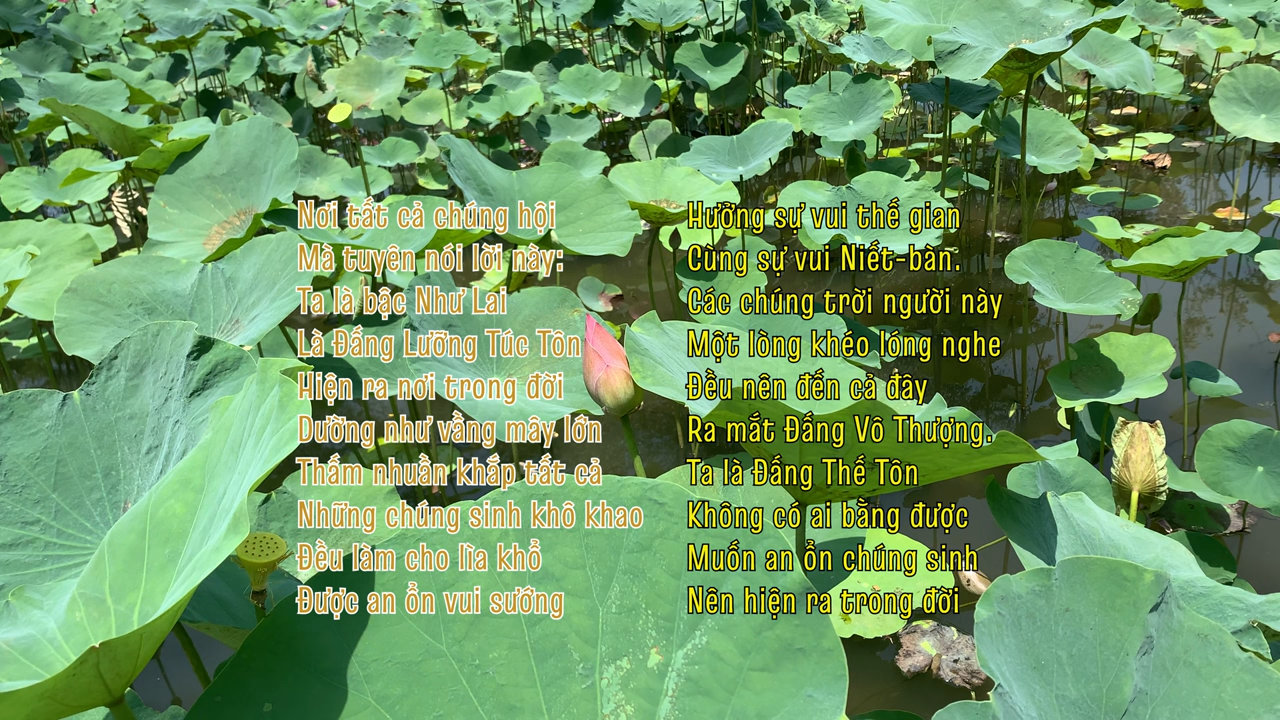 Nơi tất cả chúng hội
Mà tuyên nói lời này:
Ta là bậc Như Lai
Là Đấng Lưỡng Túc Tôn
Hiện ra nơi trong đời
Dường như vầng mây lớn
Thấm nhuần khắp tất cả
Những chúng sinh khô khao
Đều làm cho lìa khổ
Được an ổn vui sướng
Hưởng sự vui thế gian
Cùng sự vui Niết-bàn.
Các chúng trời người này
Một lòng khéo lóng nghe
Đều nên đến cả đây
Ra mắt Đấng Vô Thượng.
Ta là Đấng Thế Tôn
Không có ai bằng được
Muốn an ổn chúng sinh
Nên hiện ra trong đời